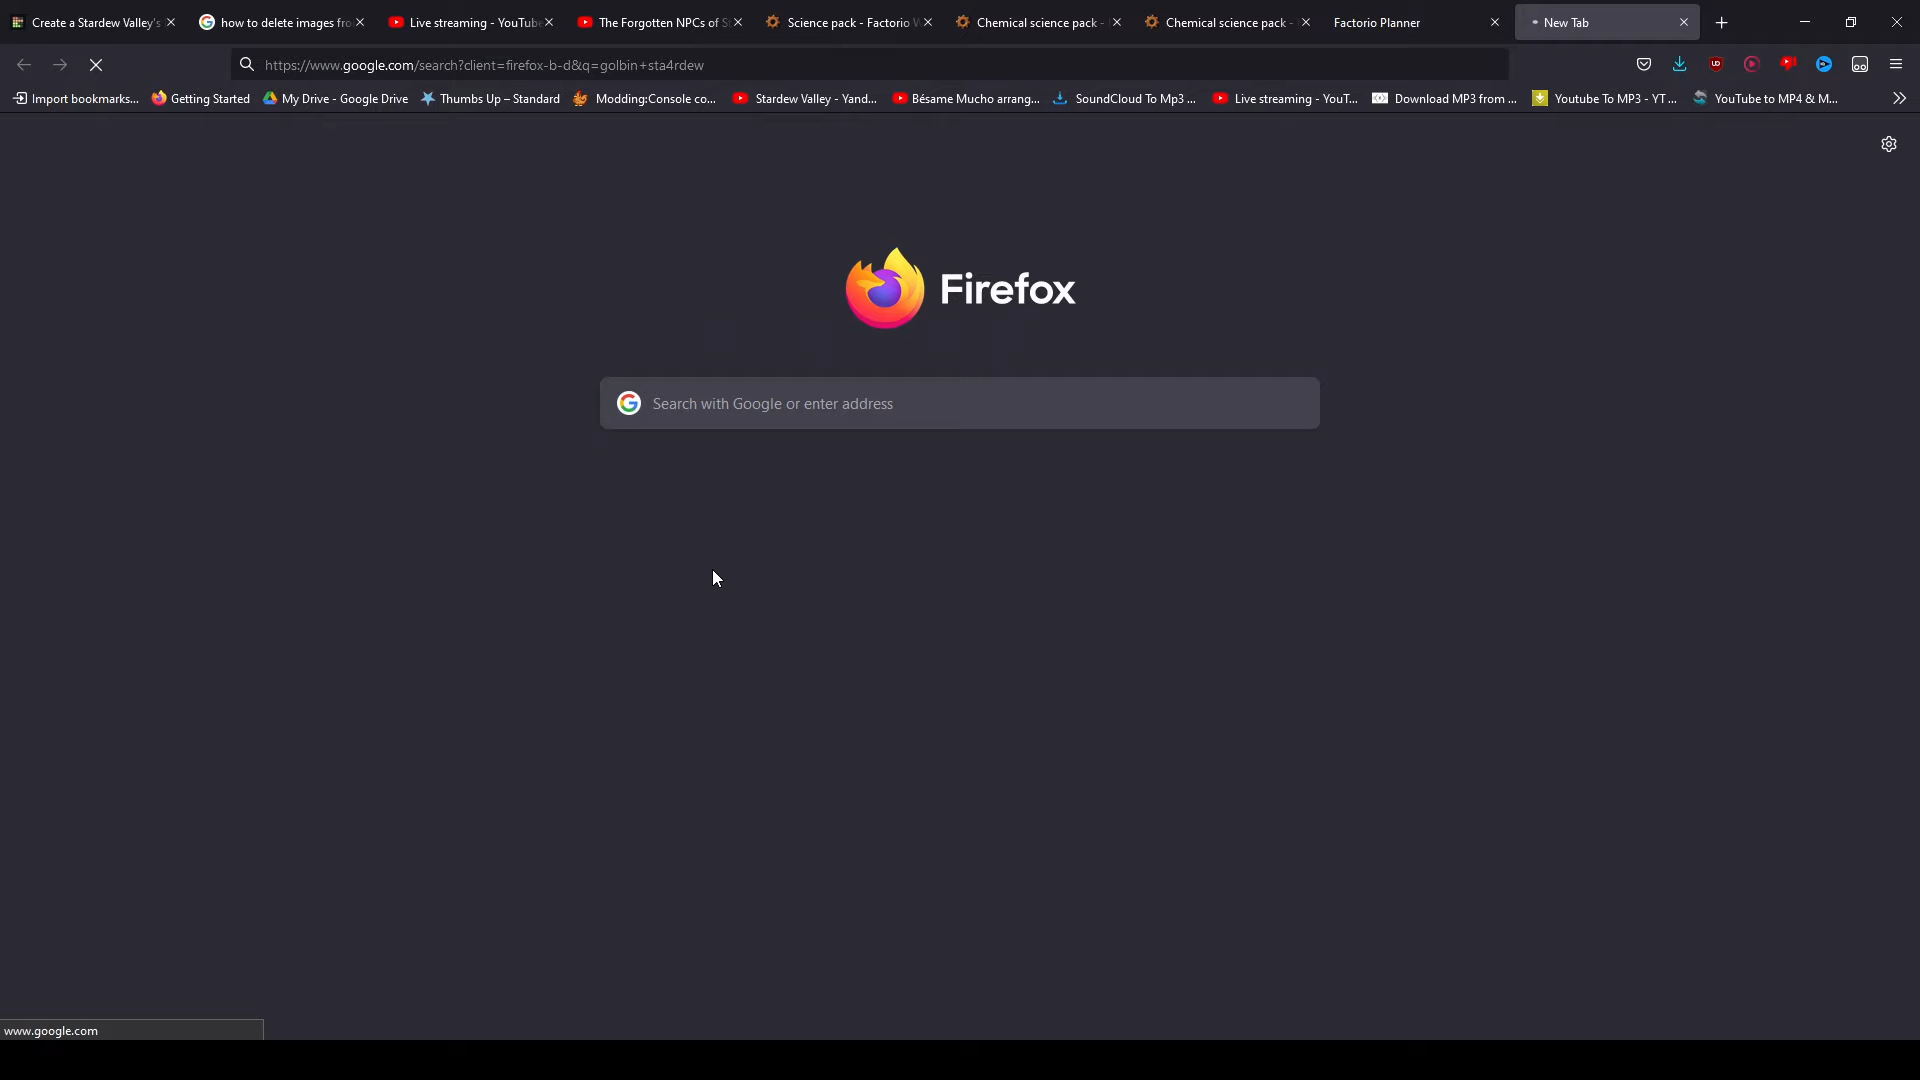 Create a Stardew Valley's
how to delete images fro
Live streaming - YouTube
The Forgotten NPCs of S
Science pack - Factorio W
Chemical science pack -
Chemical science pack -
Factorio Planner
New Tab
https://www.google.com/search?client=firefox-b-d&q=golbin+sta4rdew
Import bookmarks...
Getting Started
My Drive - Google Drive
Thumbs Up – Standard
Modding:Console co...
Stardew Valley - Yand...
Bésame Mucho arrang...
SoundCloud To Mp3 ...
Live streaming - YouT...
Download MP3 from ...
Youtube To MP3 - YT ...
YouTube to MP4 & M...
Firefox
Search with Google or enter address
www.google.com